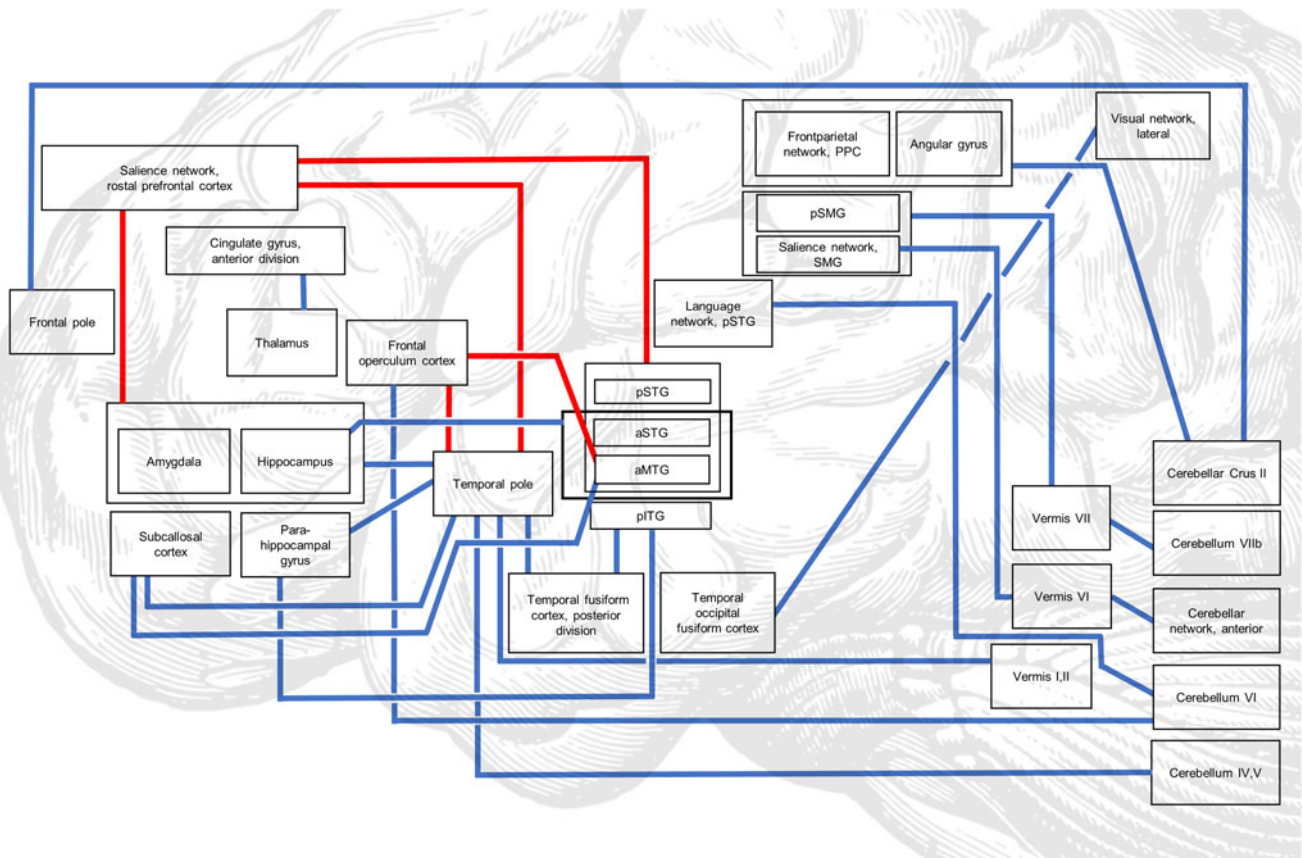 Visual network,
lateral
Frontparietal
network, PPC
Angular gyrus
Salience network,
rostal prefrontal cortex
pSMG
Cingulate gyrus,
anterior division
Salience network,
SMG
Frontal pole
Language
network, pSTG
Thalamus
Frontal
operculum cortex
pSTG
aSTG
Amygdala
Hippocampus
aMTG
Temporal pole
Cerebellar Crus II
pITG
Vermis VII
Subcallosal
cortex
Para-
hippocampal
gyrus
Cerebellum VIIb
Temporal fusiform
cortex, posterior
division
Temporal
occipital
fusiform cortex
Vermis VI
Cerebellar
network, anterior
Vermis I,II
Cerebellum VI
Cerebellum IV,V